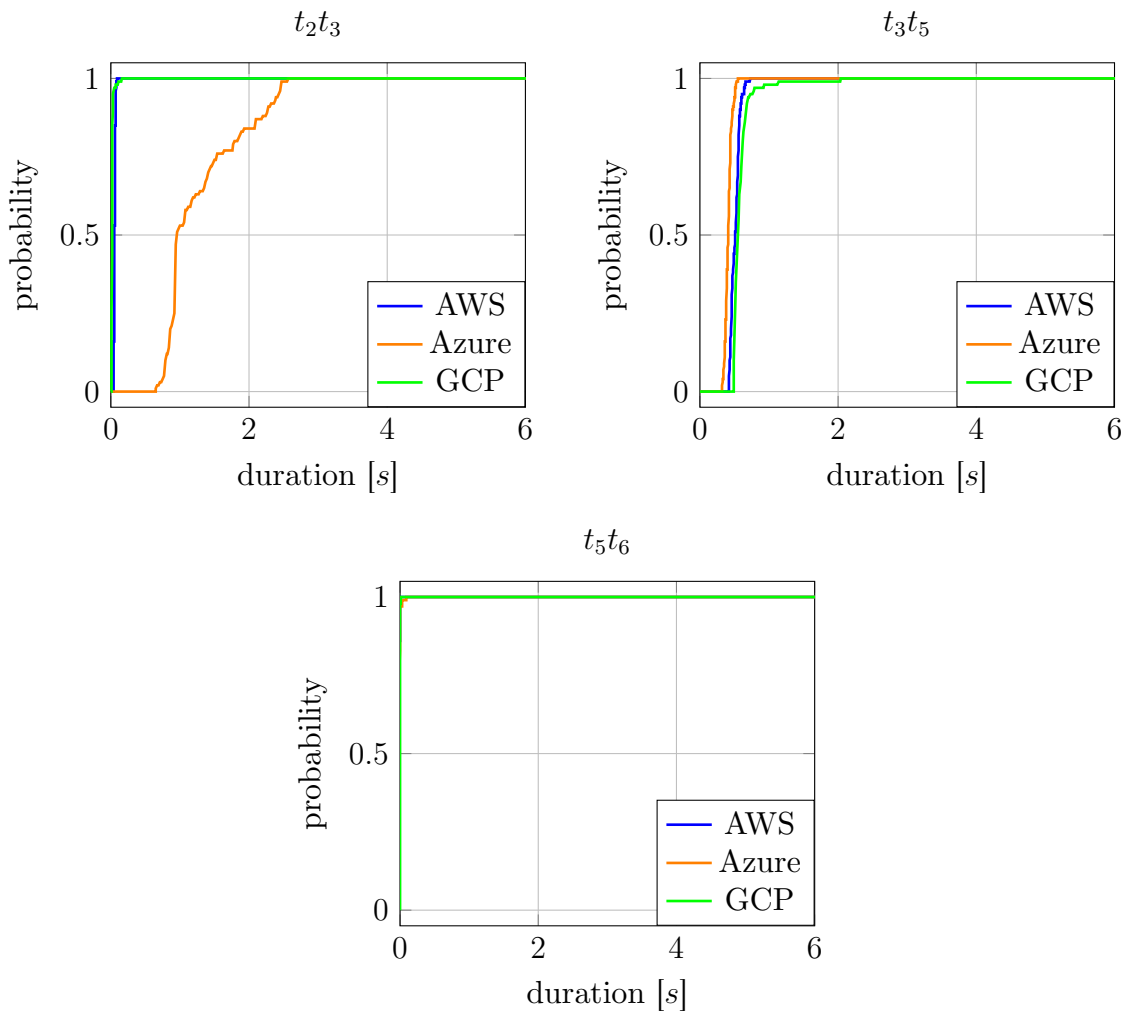 t₂t₃
probability
1
0.5
0
0 2 4 6
duration [s]
AWS
Azure
GCP
t₃t₅
probability
1
0.5
0
0 2 4 6
duration [s]
AWS
Azure
GCP
t₅t₆
probability
1
0.5
0
0 2 4 6
duration [s]
AWS
Azure
GCP